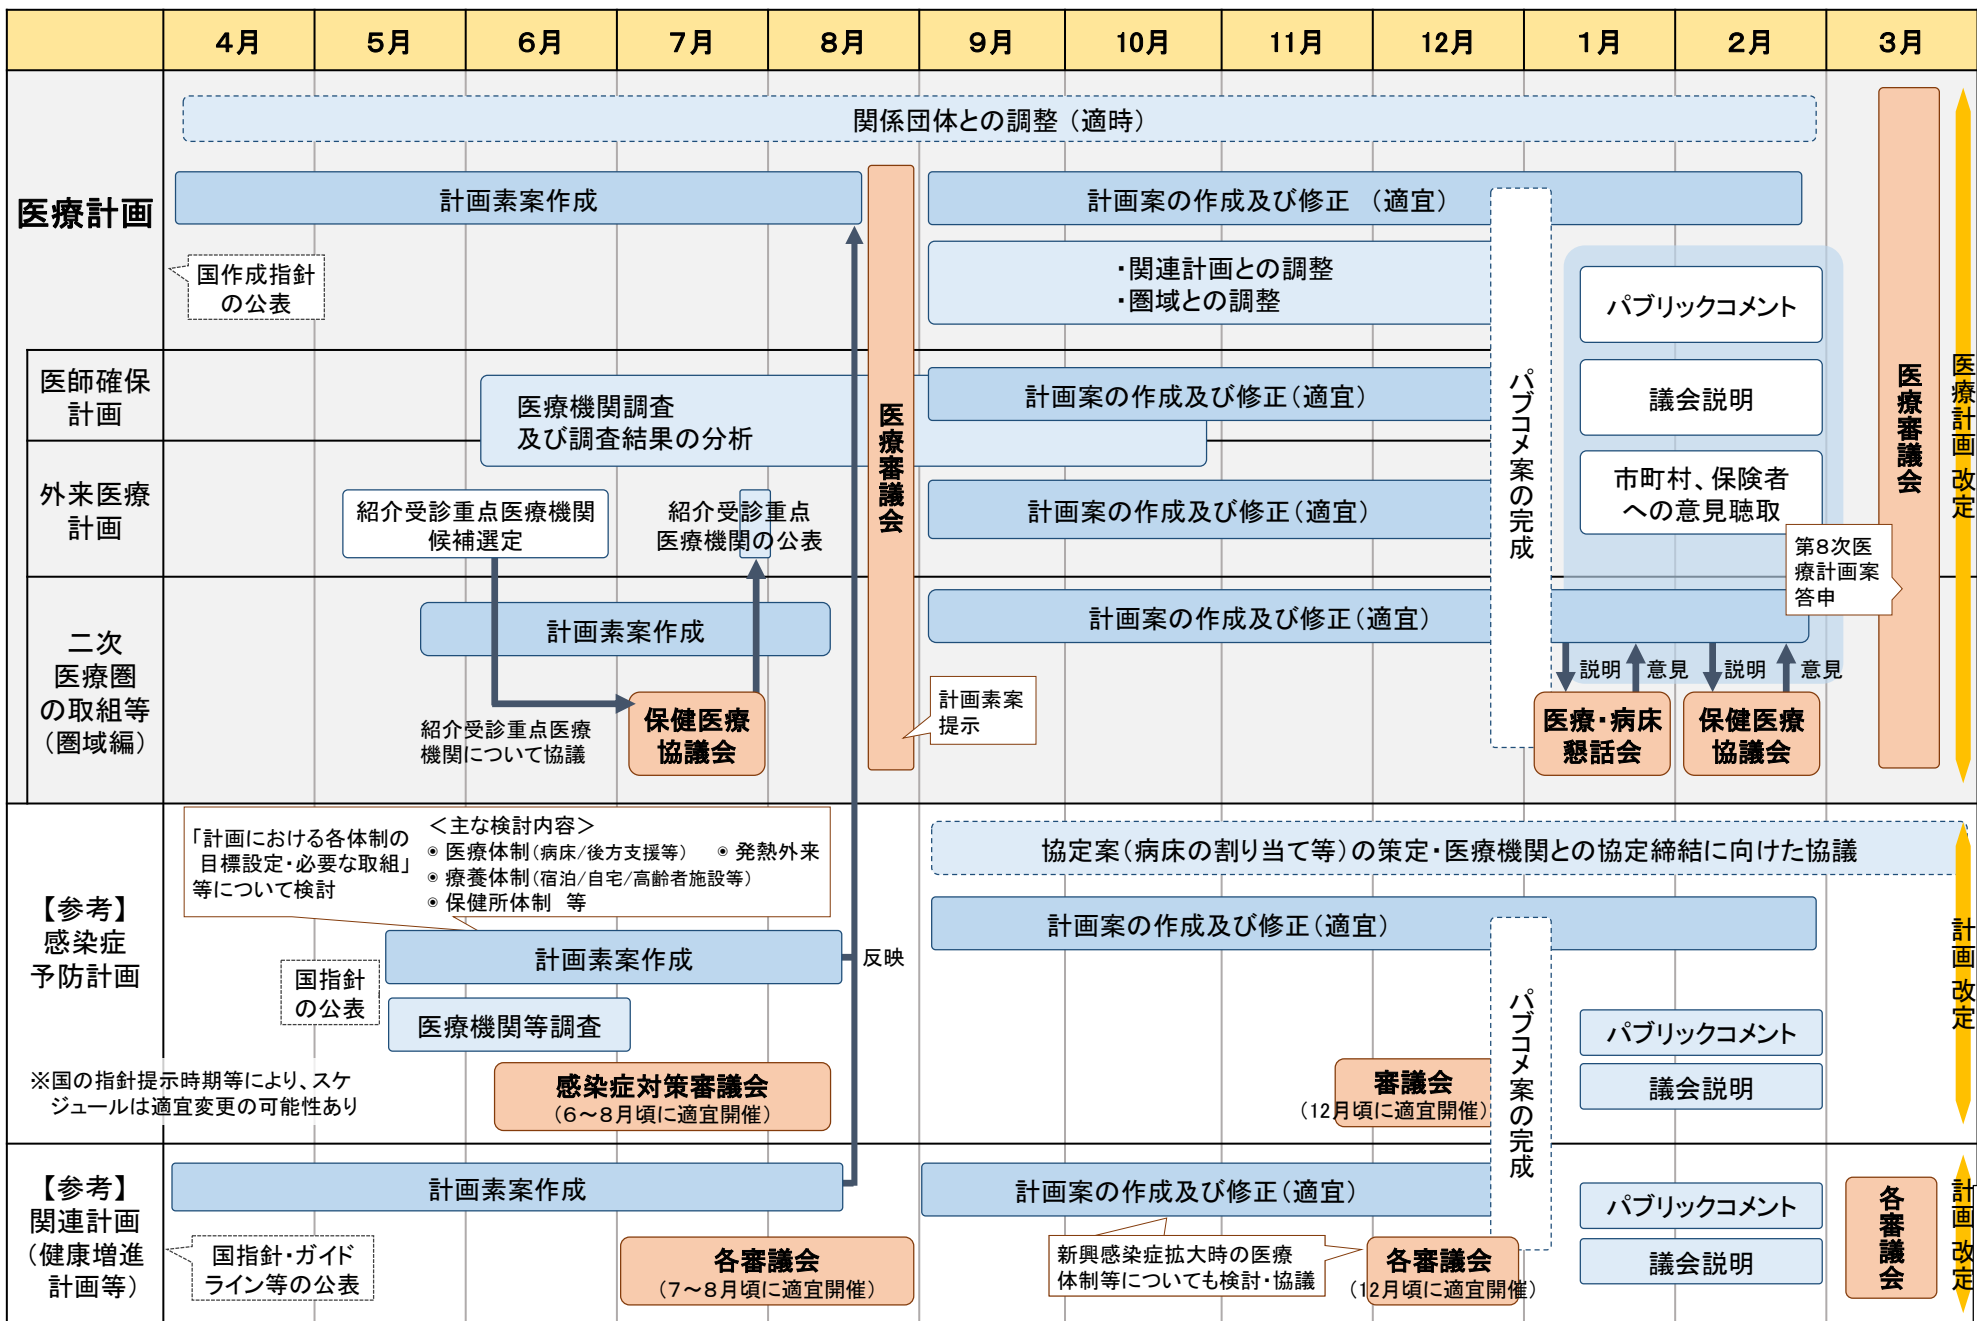 4月
5月
6月
7月
8月
9月
10月
11月
12月
1月
2月
3月
医療計画
関係団体との調整（適時）
計画素案作成
計画案の作成及び修正　（適宜）
国作成指針
の公表
・関連計画との調整
・圏域との調整
パブリックコメント
医師確保
計画
医療機関調査
及び調査結果の分析
計画案の作成及び修正（適宜）
議会説明
外来医療
計画
紹介受診重点医療機関
候補選定
紹介受診重点
医療機関の公表
計画案の作成及び修正（適宜）
市町村、保険者
への意見聴取
医療審議会
パブコメ案の完成
医療審議会
医療計画 改定
第8次医
療計画案
答申
二次
医療圏
の取組等
（圏域編）
計画素案作成
計画案の作成及び修正（適宜）
説明
意見
説明
意見
紹介受診重点医療
機関について協議
保健医療
協議会
計画素案
提示
医療・病床
懇話会
保健医療
協議会
【参考】
感染症
予防計画
「計画における各体制の
目標設定・必要な取組」
等について検討
＜主な検討内容＞
◉ 医療体制（病床/後方支援等）　◉ 発熱外来
◉ 療養体制（宿泊/自宅/高齢者施設等）
◉ 保健所体制　等
協定案（病床の割り当て等）の策定・医療機関との協定締結に向けた協議
計画素案作成
反映
計画案の作成及び修正（適宜）
国指針
の公表
医療機関等調査
パブコメ案の完成
パブリックコメント
議会説明
計画 改定
※国の指針提示時期等により、スケ
ジュールは適宜変更の可能性あり
感染症対策審議会
（6～8月頃に適宜開催）
審議会
（12月頃に適宜開催）
【参考】
関連計画
（健康増進
計画等）
計画素案作成
計画案の作成及び修正（適宜）
パブリックコメント
議会説明
各審議会
計画 改定
国指針・ガイド
ライン等の公表
各審議会
（7～8月頃に適宜開催）
新興感染症拡大時の医療
体制等についても検討・協議
各審議会
（12月頃に適宜開催）